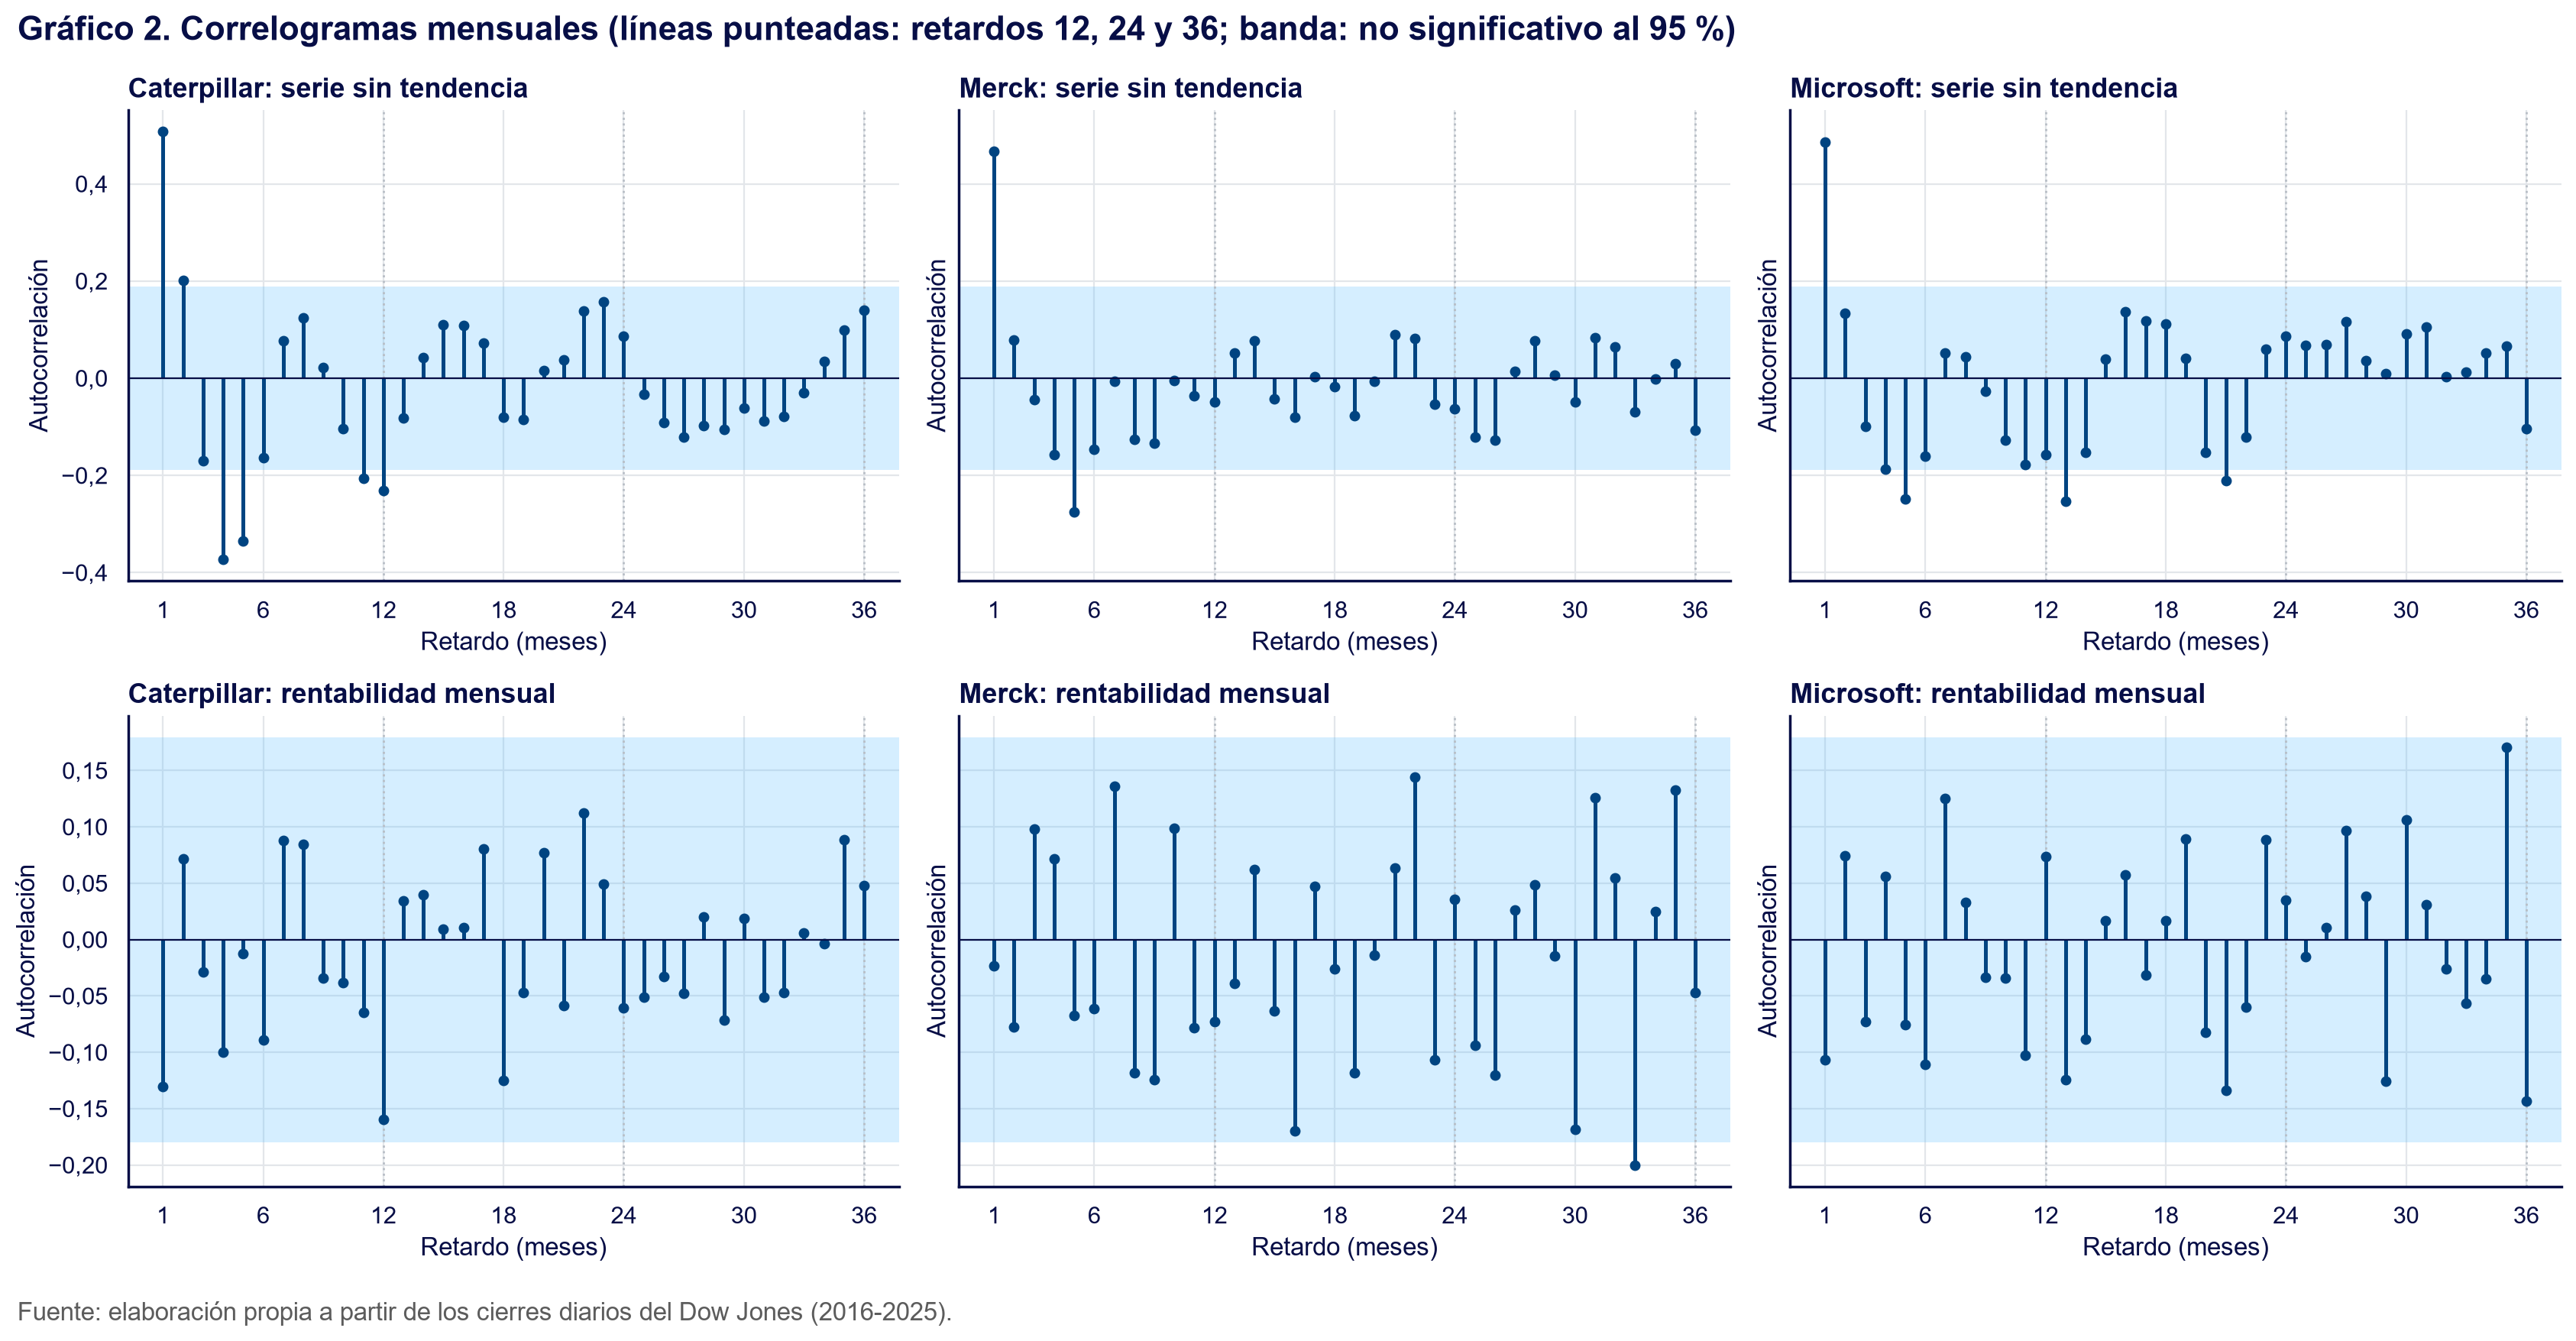 Gráfico 2. Correlogramas mensuales (líneas punteadas: retardos 12, 24 y 36; banda: no significativo al 95 %)
Caterpillar: serie sin tendencia
Autocorrelación
0,4
0,2
0,0
−0,2
−0,4
1 6 12 18 24 30 36
Retardo (meses)
Merck: serie sin tendencia
Autocorrelación
1 6 12 18 24 30 36
Retardo (meses)
Microsoft: serie sin tendencia
Autocorrelación
1 6 12 18 24 30 36
Retardo (meses)
Caterpillar: rentabilidad mensual
Autocorrelación
0,15
0,10
0,05
0,00
−0,05
−0,10
−0,15
−0,20
1 6 12 18 24 30 36
Retardo (meses)
Merck: rentabilidad mensual
Autocorrelación
1 6 12 18 24 30 36
Retardo (meses)
Microsoft: rentabilidad mensual
Autocorrelación
1 6 12 18 24 30 36
Retardo (meses)
Fuente: elaboración propia a partir de los cierres diarios del Dow Jones (2016-2025).